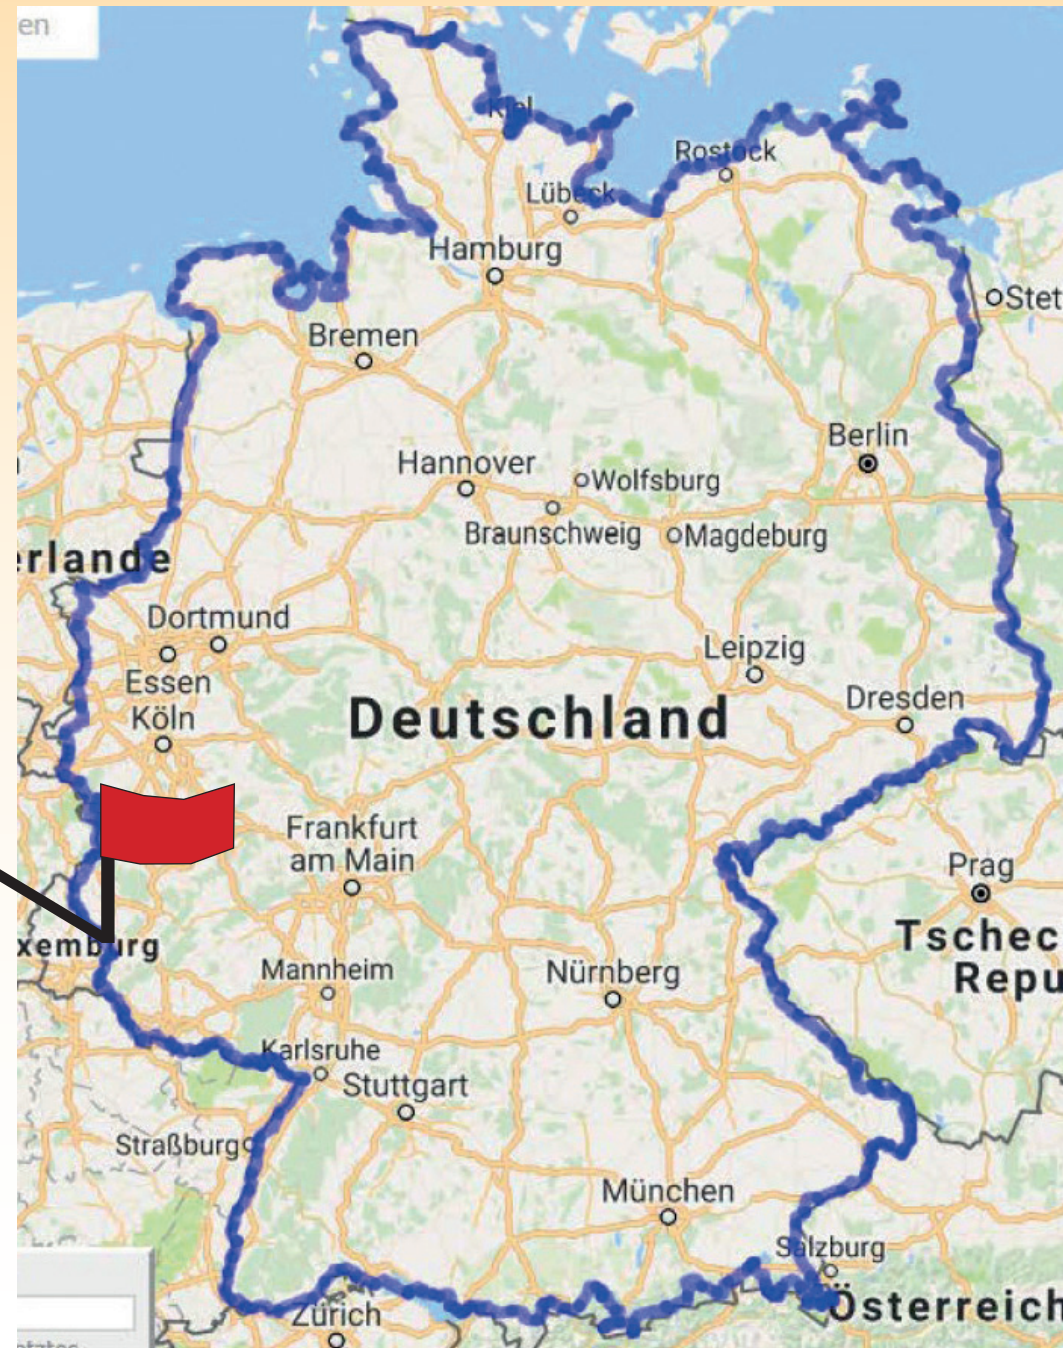 en
Kiel
Rostock
Lübeck
Hamburg
Stet
Bremen
Berlin
Hannover
Wolfsburg
Braunschweig
Magdeburg
erlande
Dortmund
Leipzig
Essen
Dresden
Köln
Deutschland
Frankfurt
am Main
Prag
xemburg
Tschec
Repu
Mannheim
Nürnberg
Karlsruhe
Stuttgart
Straßburg
München
Salzburg
Österreich
Zürich